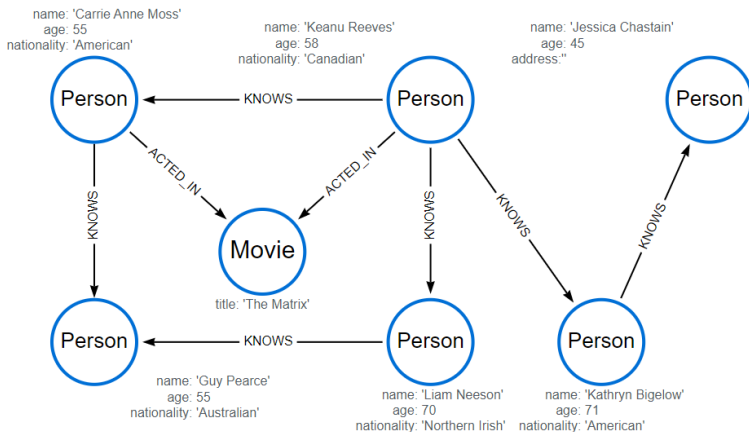 name: 'Carrie Anne Moss'
age: 55
nationality: 'American'
name: 'Keanu Reeves'
age: 58
nationality: 'Canadian'
name: 'Jessica Chastain'
age: 45
address:''
Person
KNOWS
Person
Person
ACTED_IN
ACTED_IN
KNOWS
KNOWS
KNOWS
KNOWS
Movie
title: 'The Matrix'
Person
KNOWS
Person
Person
name: 'Guy Pearce'
age: 55
nationality: 'Australian'
name: 'Liam Neeson'
age: 70
nationality: 'Northern Irish'
name: 'Kathryn Bigelow'
age: 71
nationality: 'American'